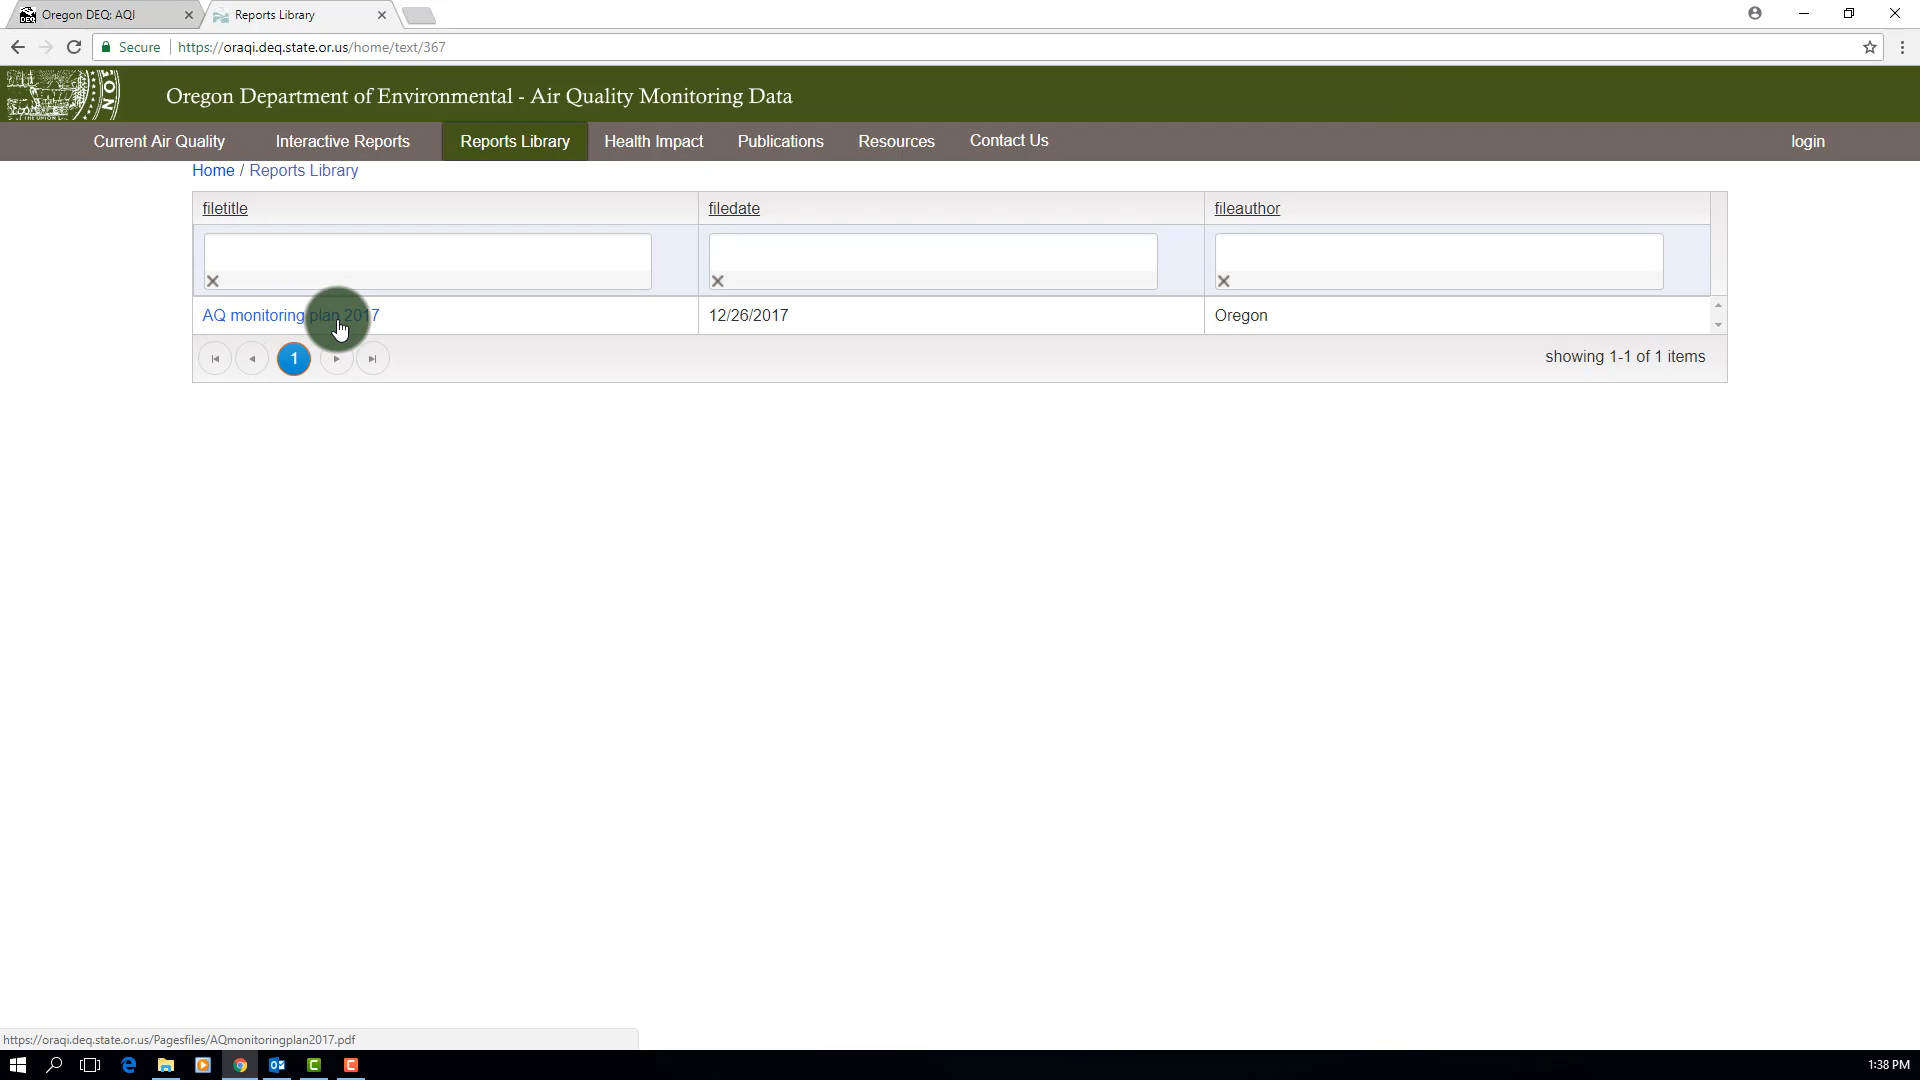 Oregon DEQ: AQI
Reports Library
Secure
https://oraqi.deq.state.or.us/home/text/367
Oregon Department of Environmental - Air Quality Monitoring Data
Current Air Quality
Interactive Reports
Reports Library
Health Impact
Publications
Resources
Contact Us
login
Home / Reports Library
filetitle
filedate
fileauthor
AQ monitoring plan 2017
12/26/2017
Oregon
1
showing 1-1 of 1 items
https://oraqi.deq.state.or.us/Pagesfiles/AQmonitoringplan2017.pdf
1:38 PM